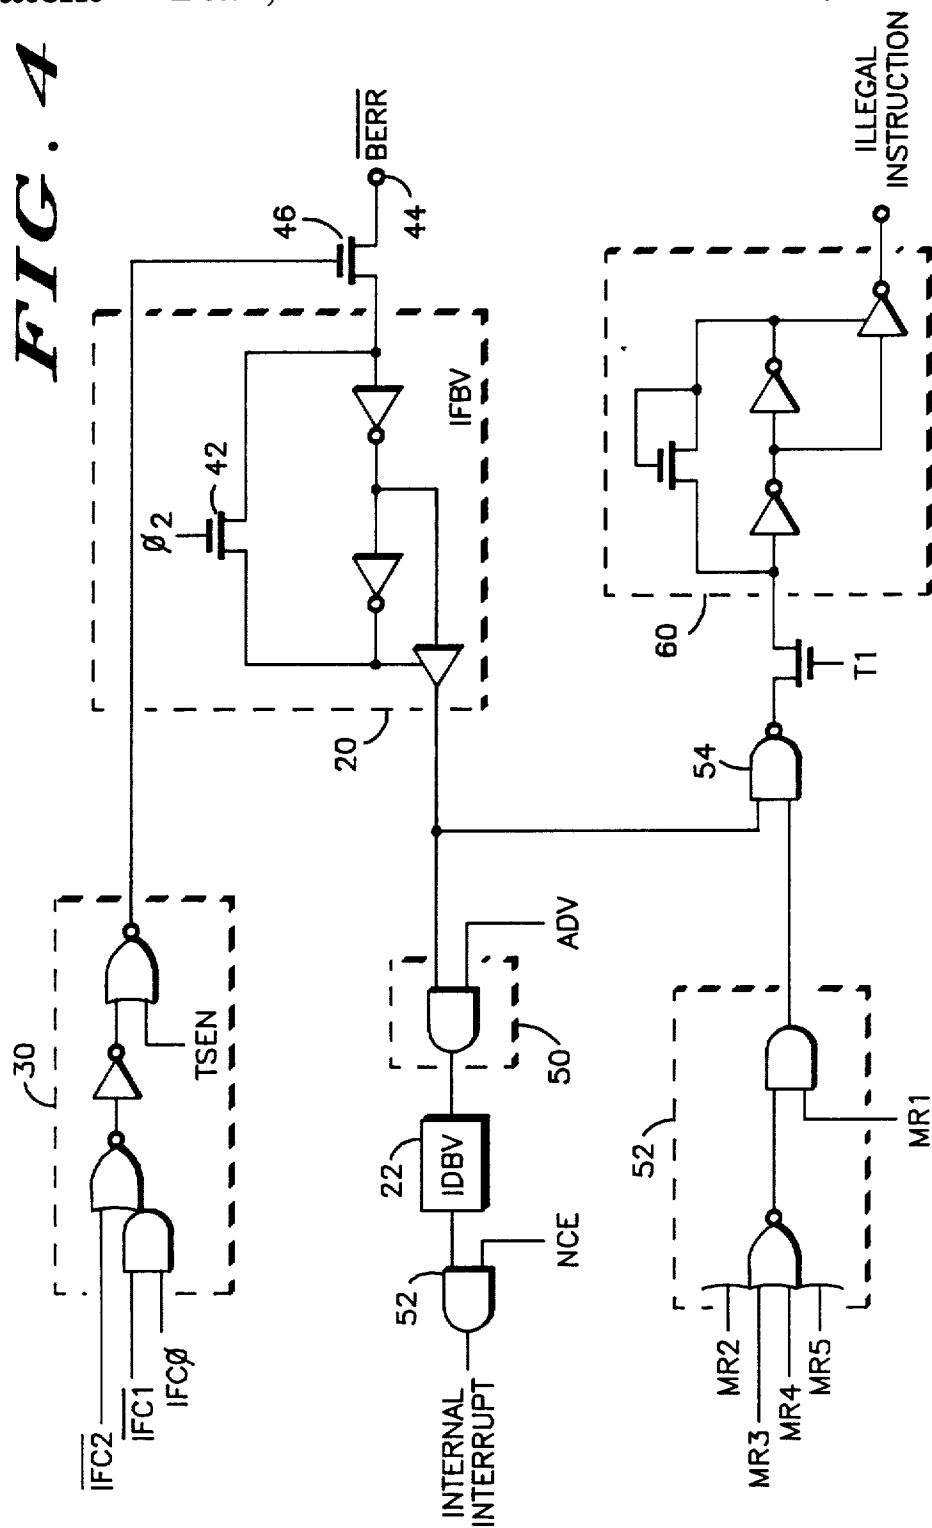 FIG. 4
30
TSEN
IFC2
IFC1
IFCØ
46
BERR
44
Ø2
42
IFBV
20
50
ADV
22
IDBV
52
NCE
INTERNAL
INTERRUPT
54
T1
60
ILLEGAL
INSTRUCTION
52
MR1
MR2
MR3
MR4
MR5